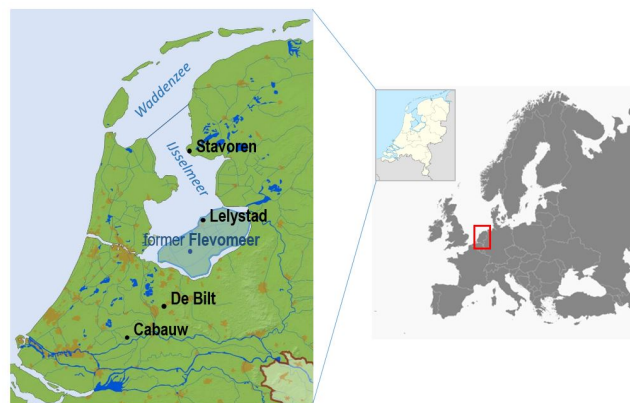 Waddenzee
Stavoren
IJsselmeer
Lelystad
former Flevomeer
De Bilt
Cabauw